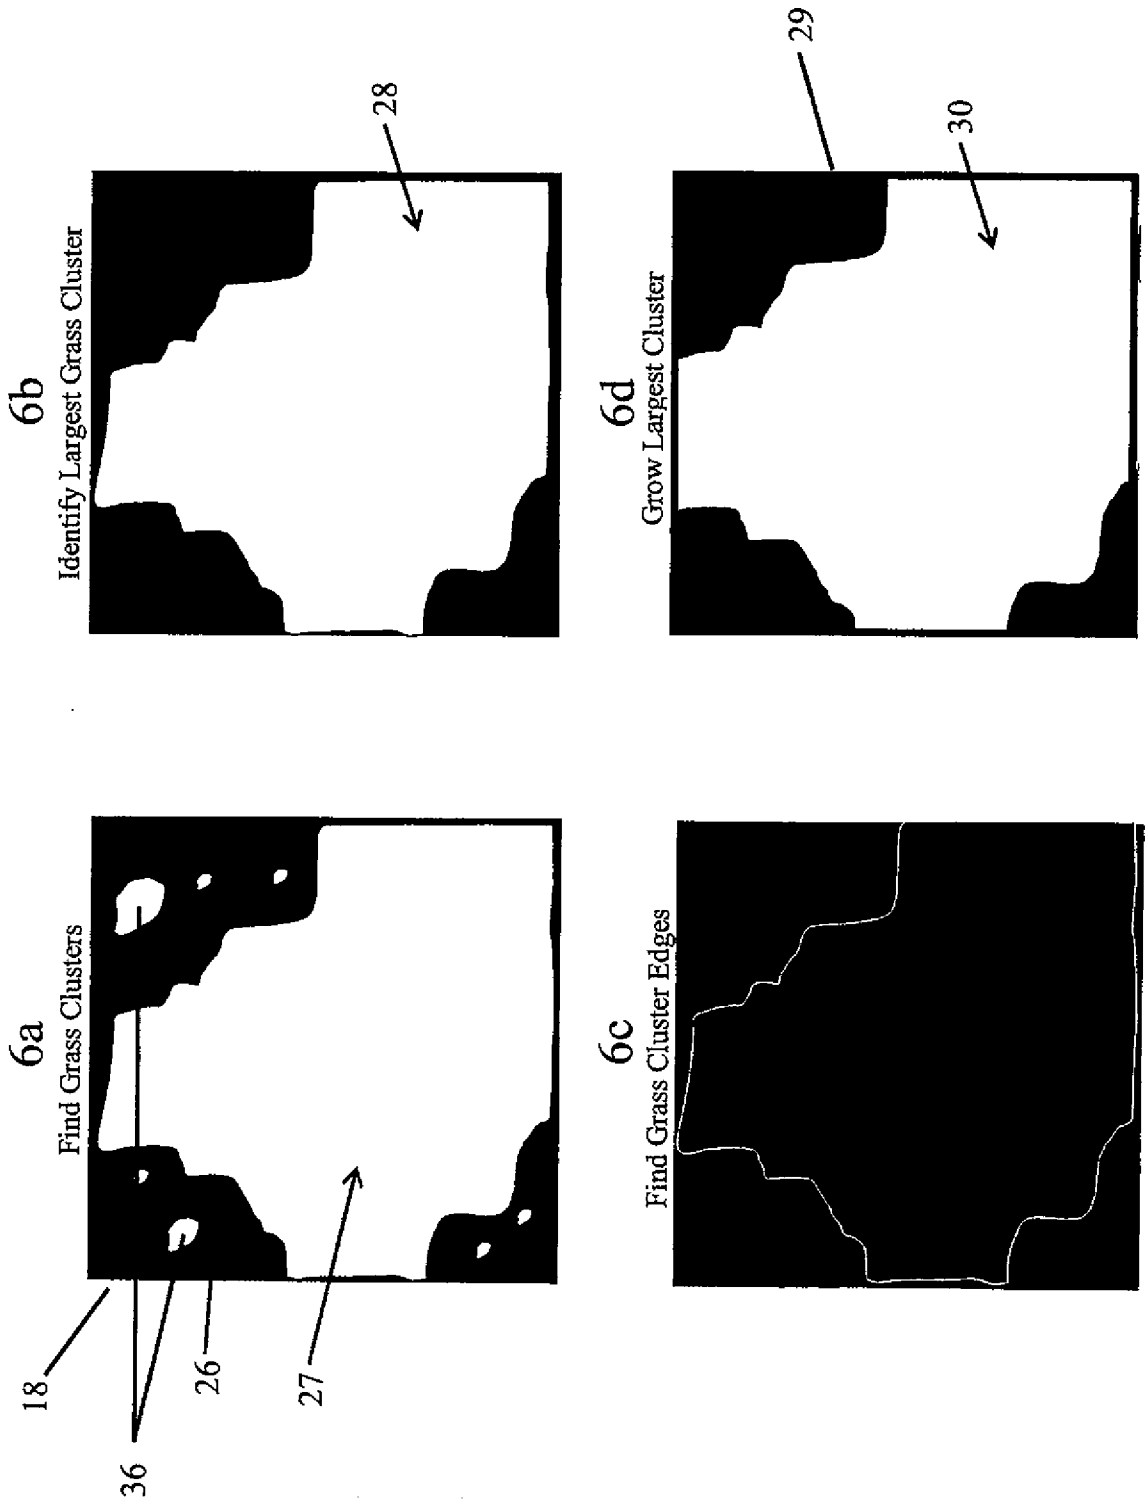 6a
Find Grass Clusters
18
36
26
27
6b
Identify Largest Grass Cluster
28
6c
Find Grass Cluster Edges
6d
Grow Largest Cluster
29
30